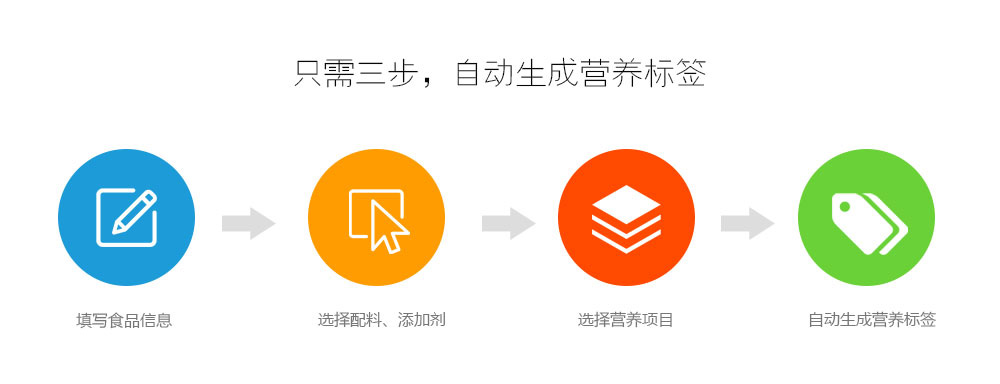 只需三步，自动生成营养标签
填写食品信息
选择配料、添加剂
选择营养项目
自动生成营养标签